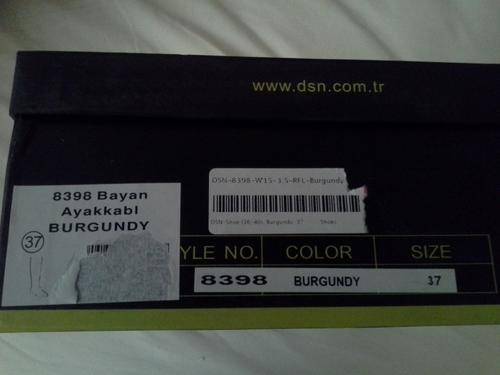 www.dsn.com.tr
DSN-8398-W15-3.5-RFL-Burgundy
8398 Bayan
Ayakkabl
BURGUNDY
37
YLE NO. COLOR SIZE
8398 BURGUNDY 37